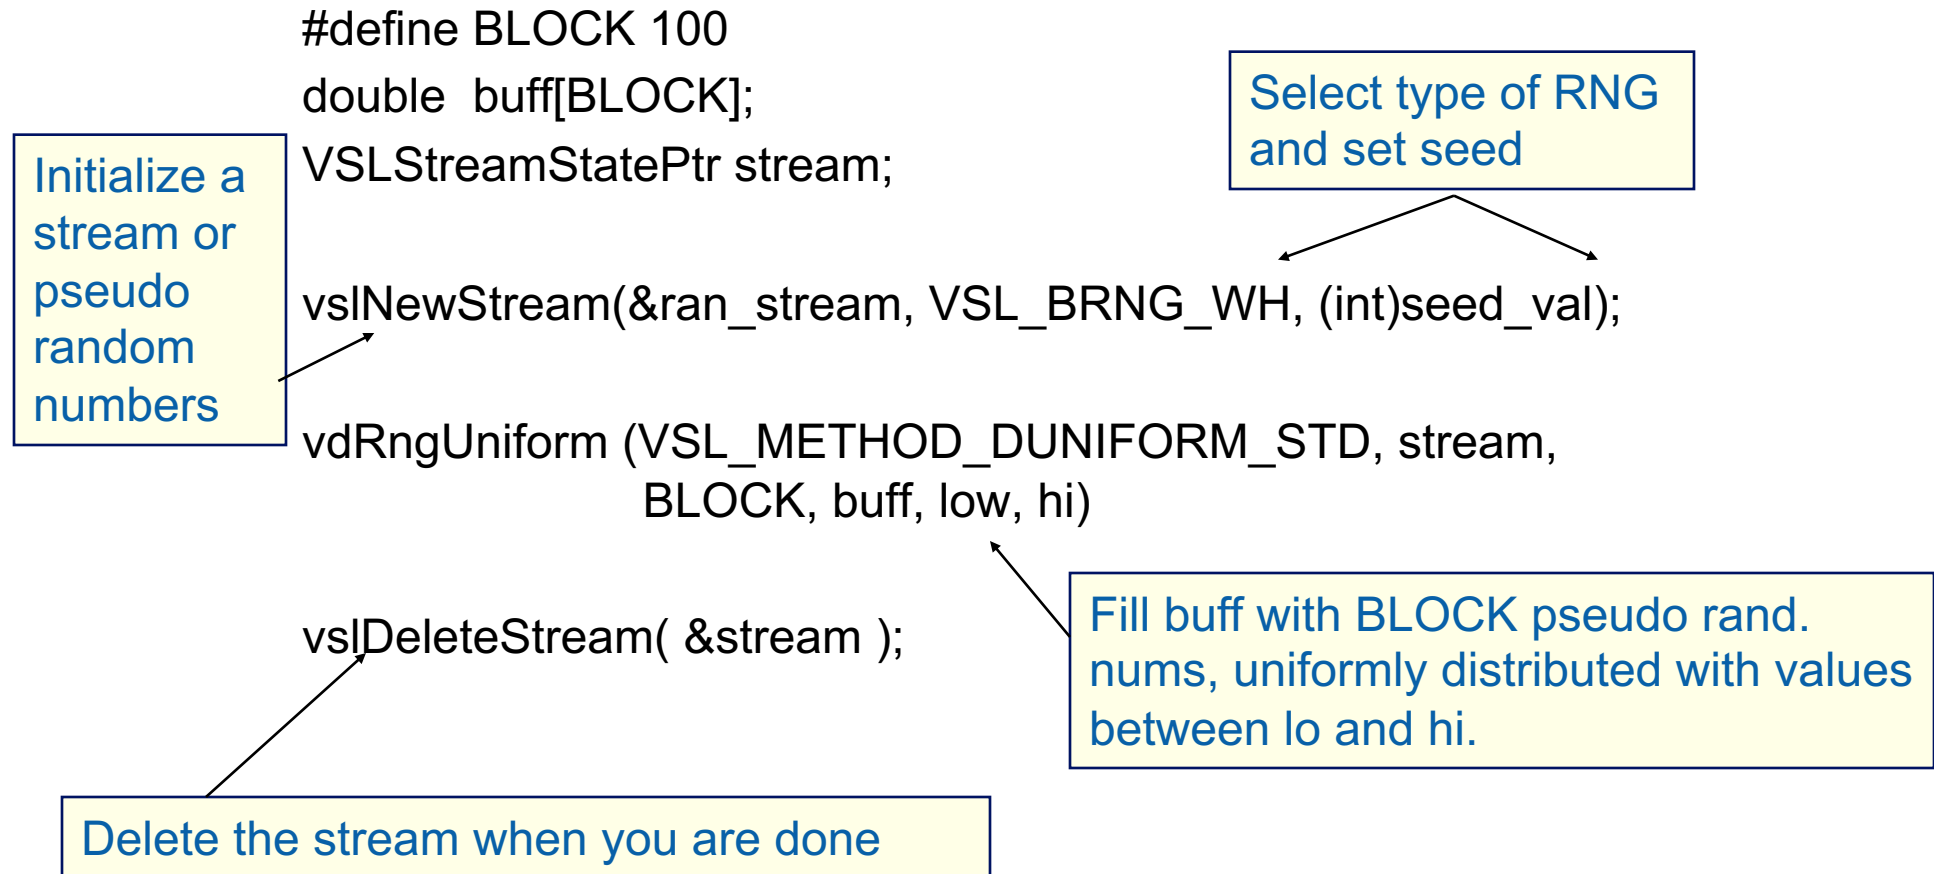 #define BLOCK 100
double buff[BLOCK];
VSLStreamStatePtr stream;
Select type of RNG
and set seed
Initialize a
stream or
pseudo
random
numbers
vslNewStream(&ran_stream, VSL_BRNG_WH, (int)seed_val);
vdRngUniform (VSL_METHOD_DUNIFORM_STD, stream,
BLOCK, buff, low, hi)
Fill buff with BLOCK pseudo rand.
nums, uniformly distributed with values
between lo and hi.
vslDeleteStream( &stream );
Delete the stream when you are done